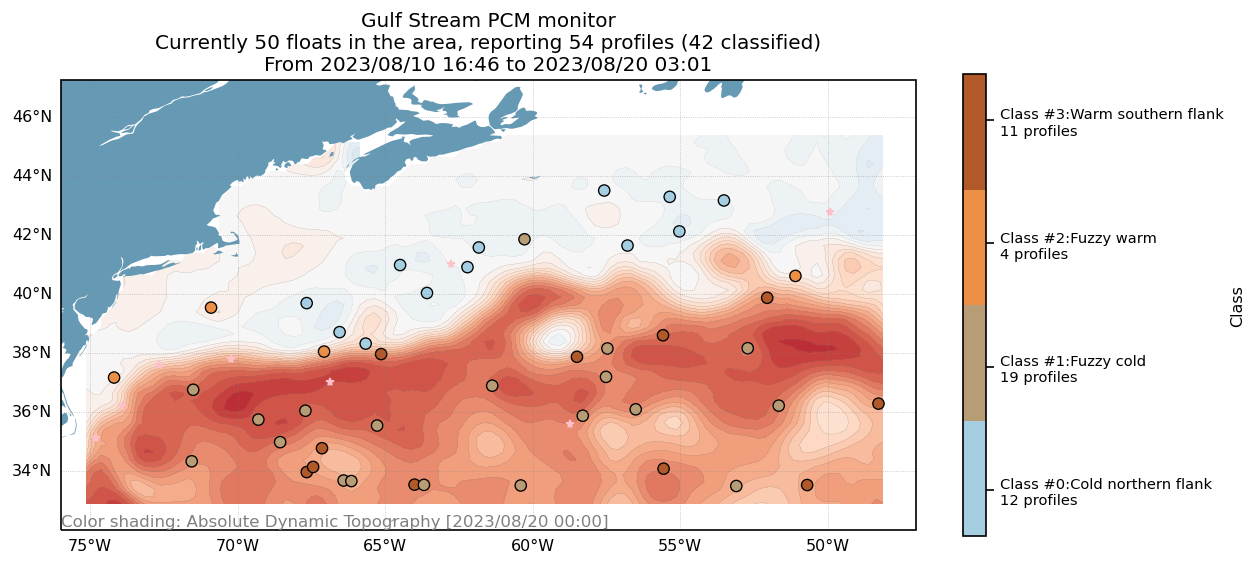 Gulf Stream PCM monitor
Currently 50 floats in the area, reporting 54 profiles (42 classified)
From 2023/08/10 16:46 to 2023/08/20 03:01
46°N
44°N
42°N
40°N
38°N
36°N
34°N
Color shading: Absolute Dynamic Topography [2023/08/20 00:00]
75°W
70°W
65°W
60°W
55°W
50°W
Class #3:Warm southern flank
11 profiles
Class #2:Fuzzy warm
4 profiles
Class #1:Fuzzy cold
19 profiles
Class #0:Cold northern flank
12 profiles
Class